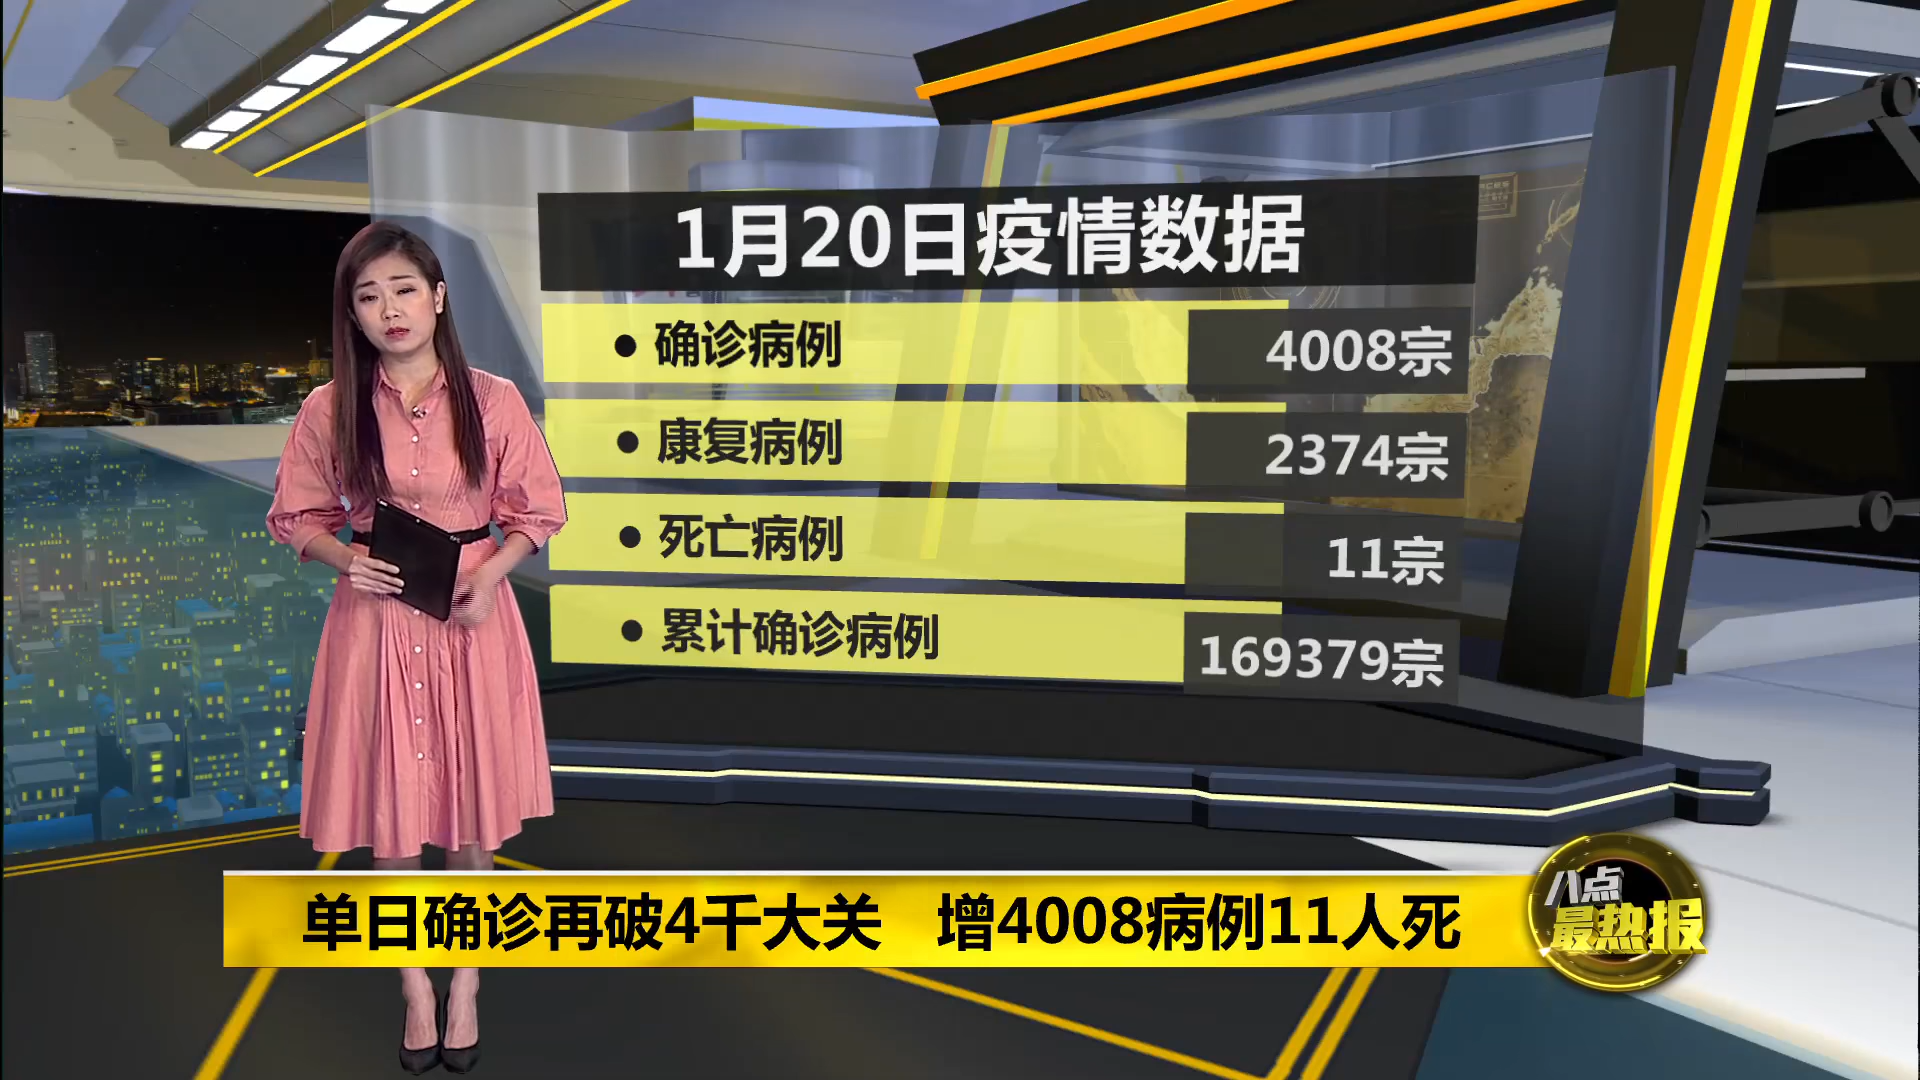 1月20日疫情数据
• 确诊病例 4008宗
• 康复病例 2374宗
• 死亡病例 11宗
• 累计确诊病例 169379宗
单日确诊再破4千大关 增4008病例11人死
八点
最热报